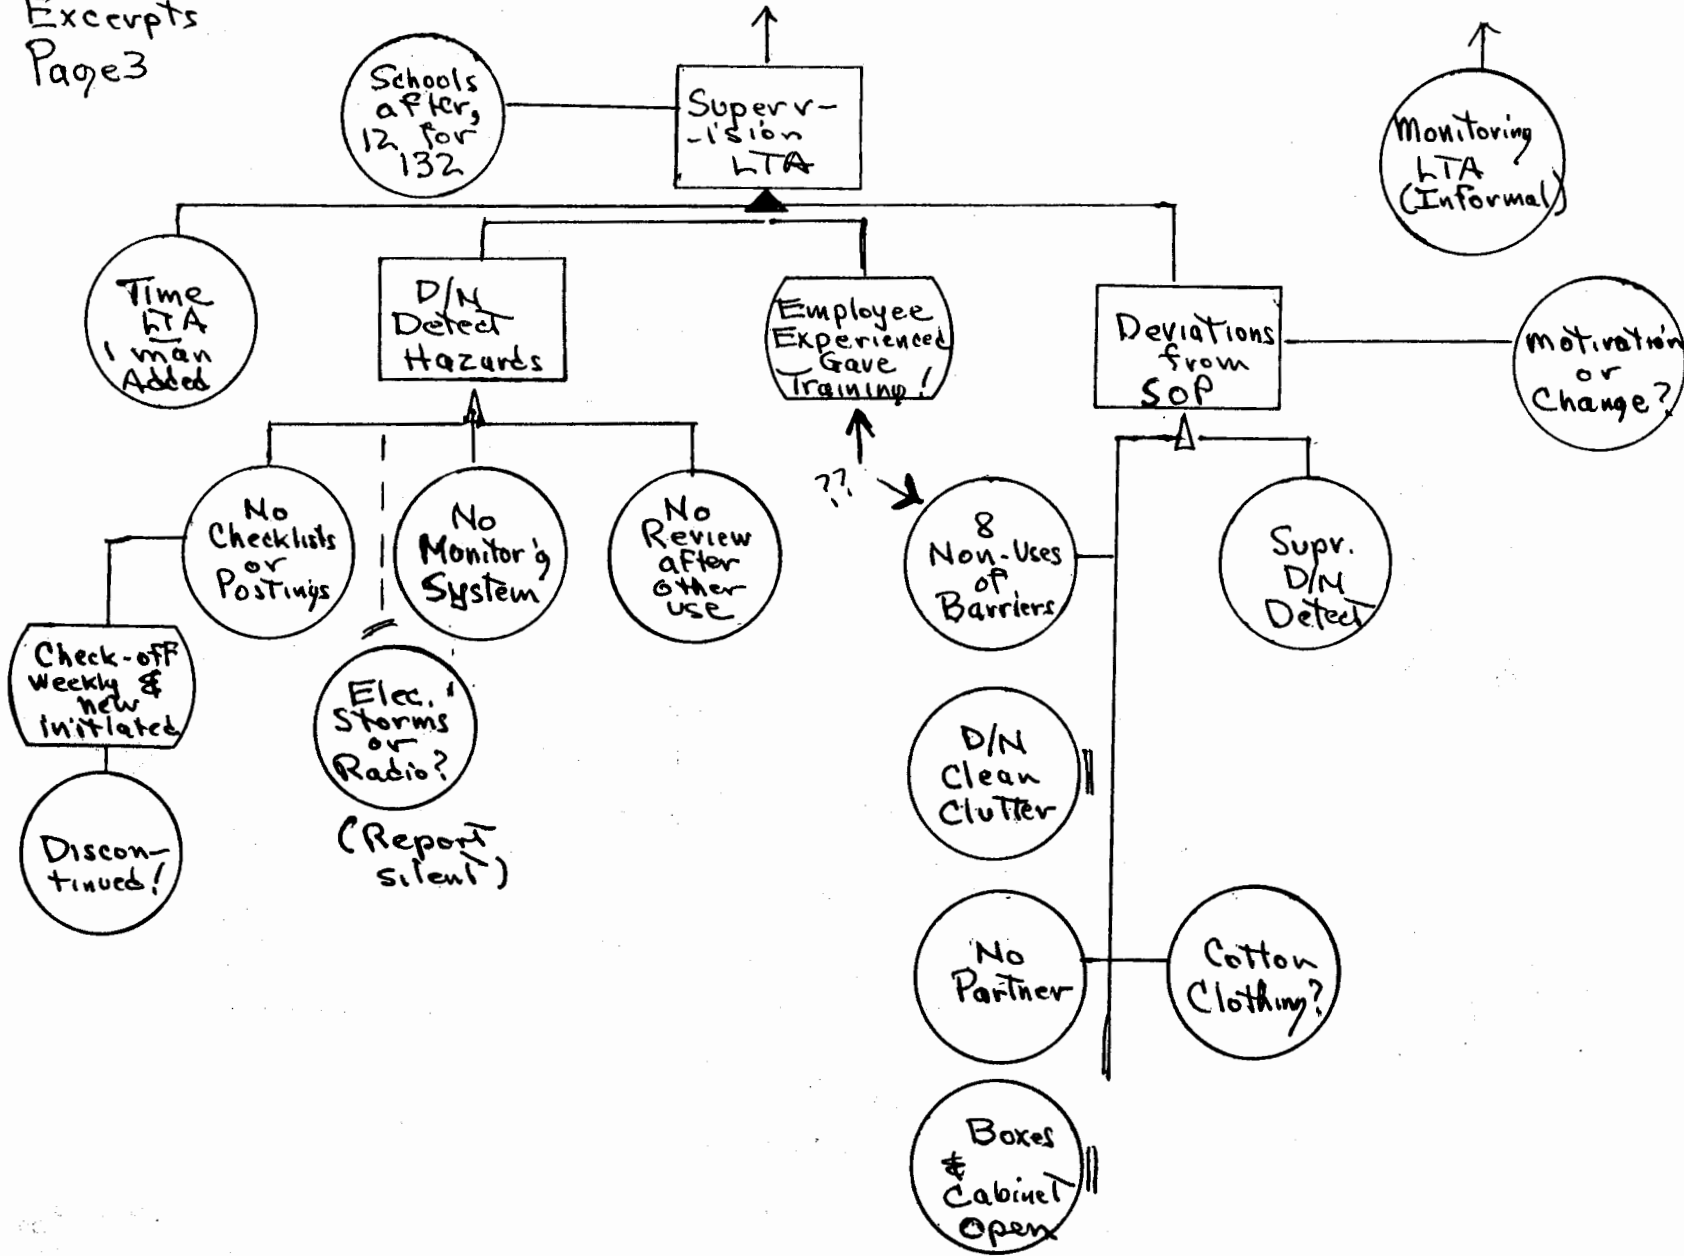 Excerpts
Page3
Schools
after,
12 for
132
Superv-
-ision
LTA
Monitoring
LTA
(Informal)
Time
LTA
1 man
Added
D/N
Detect
Hazards
Employee
Experienced
Gave
Training!
Deviations
from
SOP
Motivation
or
Change?
??
No
Checklists
or
Postings
No
Monitor'g
System
No
Review
after
other
use
8
Non-Uses
of
Barriers
Supr.
D/N
Detect
Check-off
weekly &
new
initiated
Elec.
Storms
or
Radio?
(Report
silent)
D/N
Clean
Clutter
Discon-
tinued!
No
Partner
Cotton
Clothing?
Boxes
&
Cabinet
Open